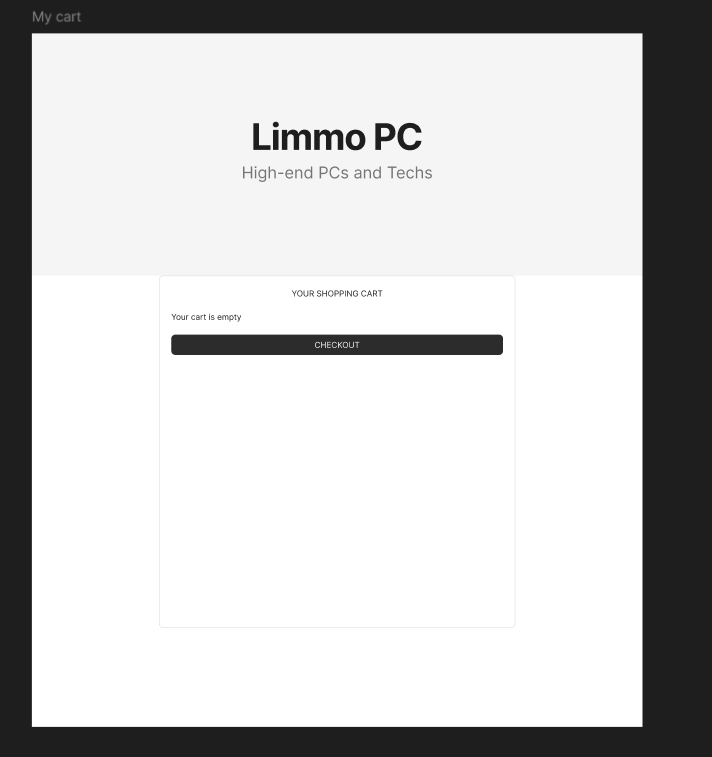 My cart
Limmo PC
High-end PCs and Techs
YOUR SHOPPING CART
Your cart is empty
CHECKOUT